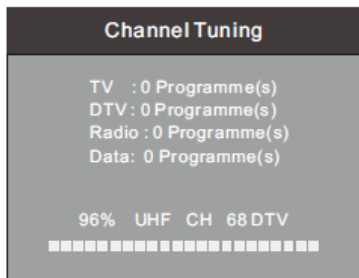 Channel Tuning
TV : 0 Programme(s)
DTV: 0 Programme(s)
Radio : 0 Programme(s)
Data: 0 Programme(s)
96% UHF CH 68 DTV